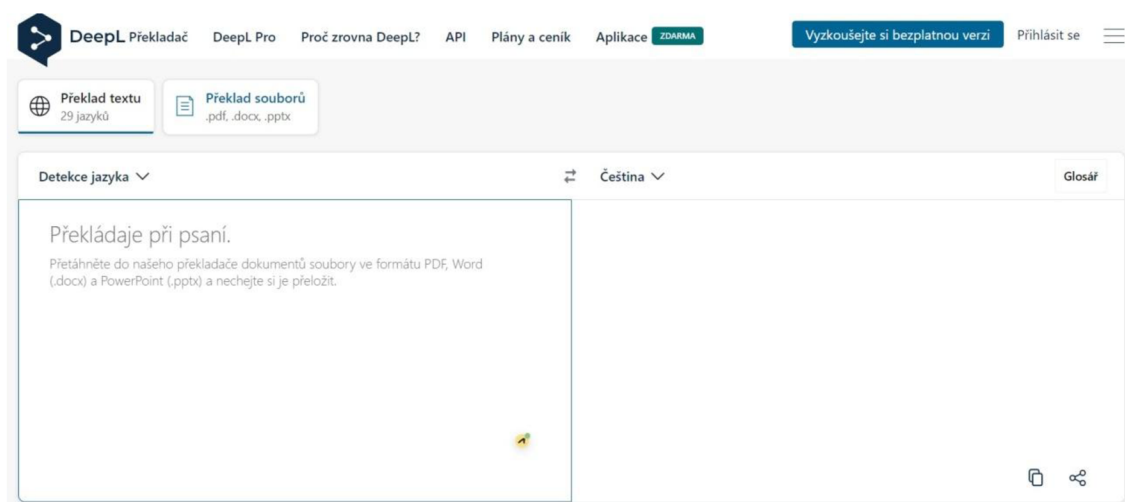 DeepL Překladač DeepL Pro Proč zrovna DeepL? API Plány a ceník Aplikace ZDARMA Vyzkoušejte si bezplatnou verzi Přihlásit se
Překlad textu
29 jazyků
Překlad souborů
.pdf, .docx, .pptx
Detekce jazyka Čeština Glosář
Překládaje při psaní.
Přetáhněte do našeho překladače dokumentů soubory ve formátu PDF, Word
(.docx) a PowerPoint (.pptx) a nechejte si je přeložit.